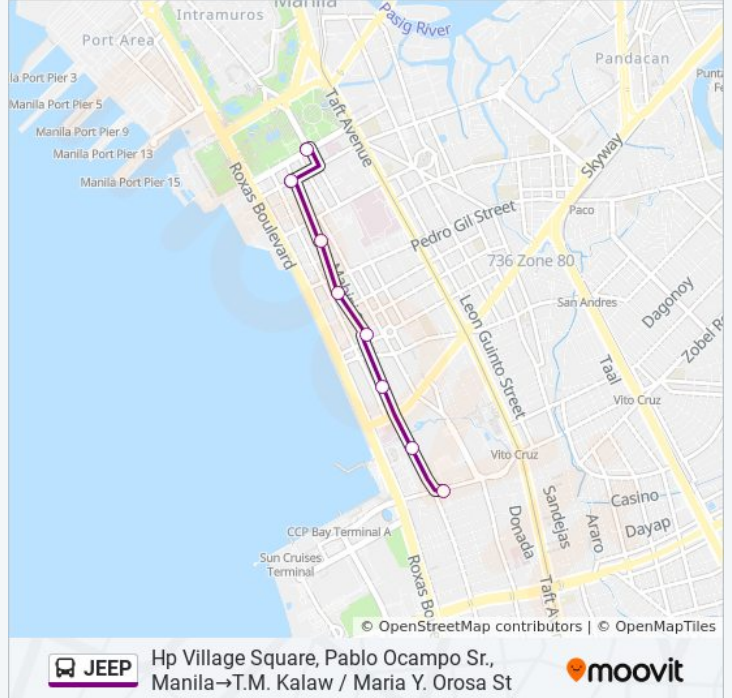 Manila
Intramuros
Pasig River
Port Area
Pandacan
la Port Pier 3
Manila Port Pier 5
Manila Port Pier 9
Manila Port Pier 13
Manila Port Pier 15
Taft Avenue
Skyway
Roxas Boulevard
Paco
Pedro Gil Street
736 Zone 80
San Andres
Dagonoy
Zobel R
Leon Guinto Street
Taal
Vito Cruz
Vito Cruz
Casino
Sandejas
Araro
Dayap
Donada
CCP Bay Terminal A
Sun Cruises
Terminal
Roxas Bo
Taft A
© OpenStreetMap contributors | © OpenMapTiles
JEEP
Hp Village Square, Pablo Ocampo Sr.,
Manila→T.M. Kalaw / Maria Y. Orosa St
moovit